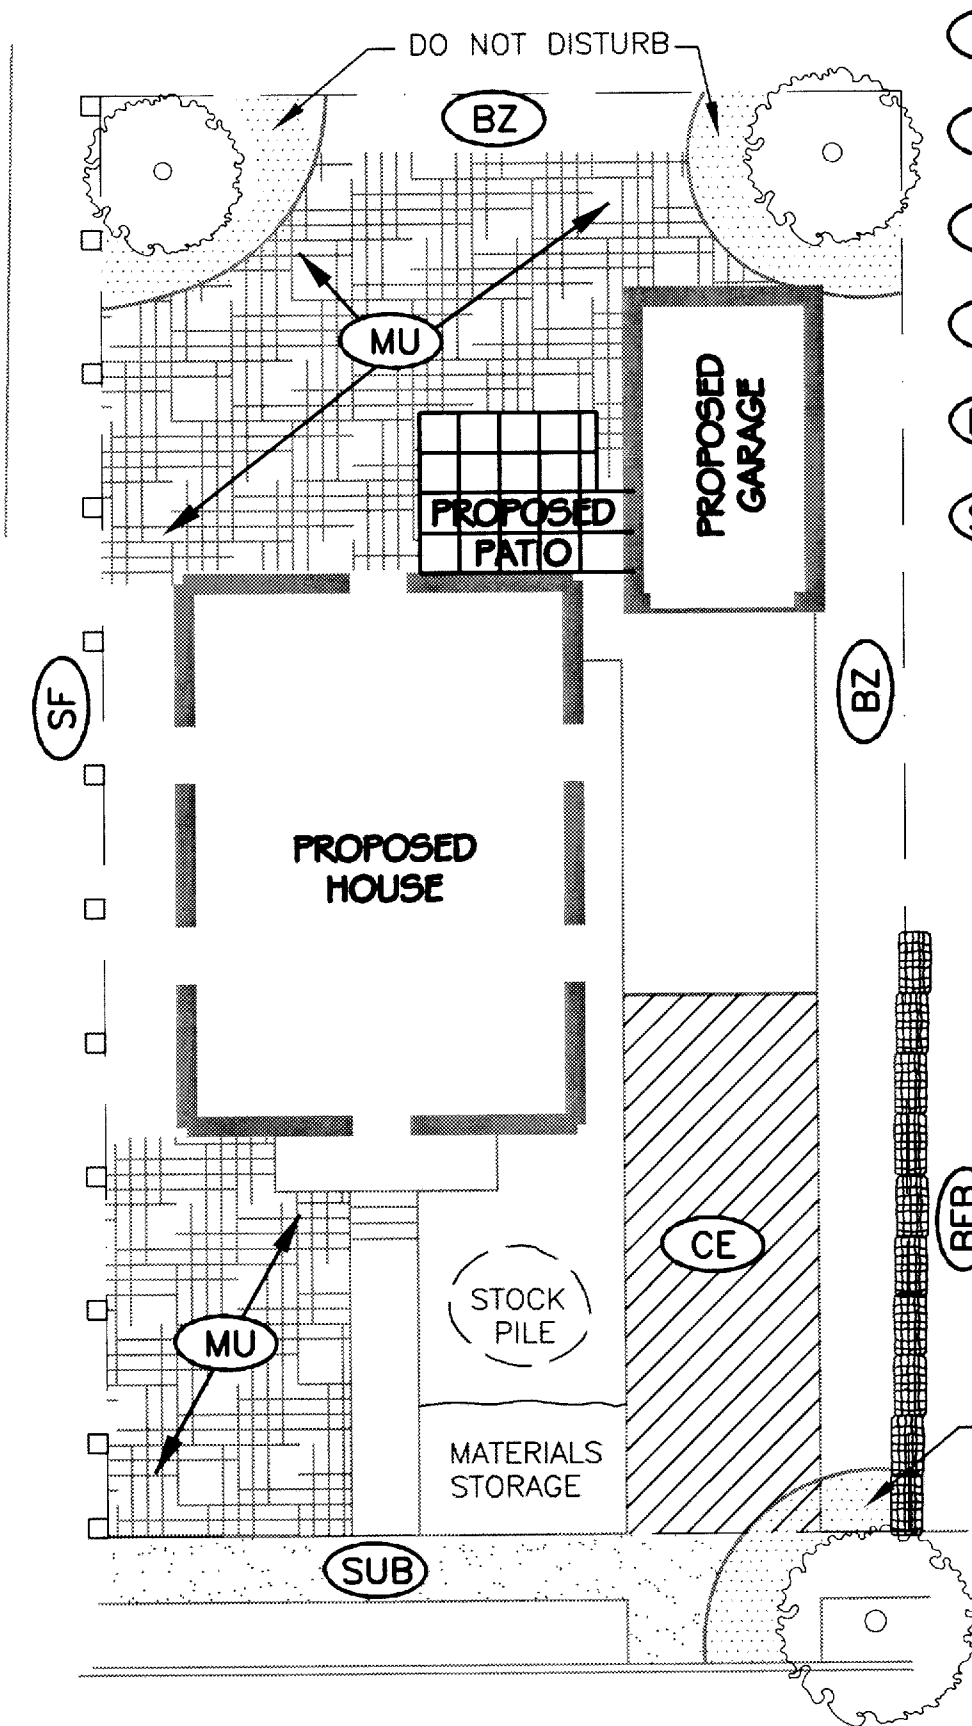 DO NOT DISTURB
BZ
MU
PROPOSED
GARAGE
PROPOSED
PATIO
SF
BZ
PROPOSED
HOUSE
CE
STOCK
PILE
MU
MATERIALS
STORAGE
SUB